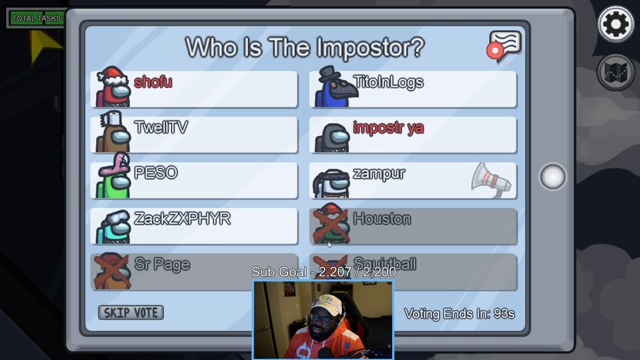 TOTAL TASKS
Who Is The Impostor?
shofu
TitoInLogs
TwellTV
impostr ya
PESO
zampur
ZackZXPHYR
Houston
Sr Page
Squirtball
Sub Goal - 2,207 / 2,200
SKIP VOTE
Voting Ends In: 93s